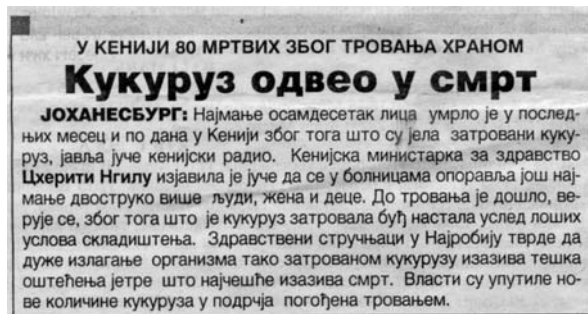 У КЕНИЈИ 80 МРТВИХ ЗБОГ ТРОВАЊА ХРАНОМ
Кукуруз одвео у смрт
ЈОХАНЕСБУРГ: Најмање осамдесетак лица умрло је у послед-
њих месец и по дана у Кенији због тога што су јела затровани куку-
руз, јавља јуче кенијски радио. Кенијска министарка за здравство
Цхерити Нгилу изјавила је јуче да се у болницама опоравља још нај-
мање двоструко више људи, жена и деце. До тровања је дошло, ве-
рује се, због тога што је кукуруз затровала буђ настала услед лоших
услова складиштења. Здравствени стручњаци у Најробију тврде да
дуже излагање организма тако затрованом кукурузу изазива тешка
оштећења јетре што најчешће изазива смрт. Власти су упутиле но-
ве количине кукуруза у подрчја погођена тровањем.